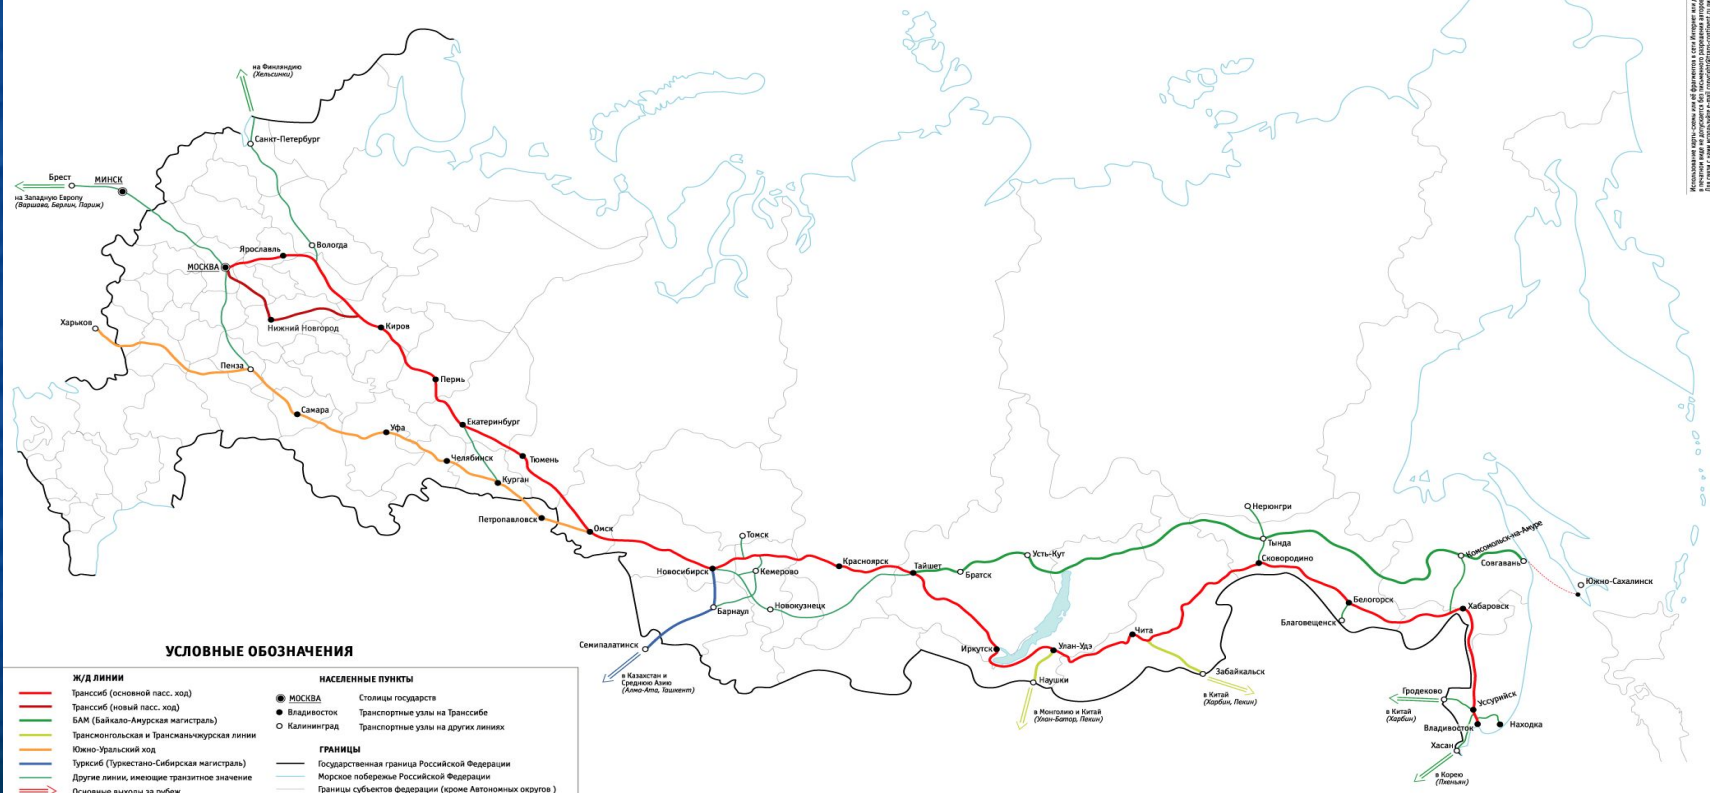 на Финляндию
(Хельсинки)
Санкт-Петербург
Брест
МИНСК
на Западную Европу
(Варшава, Берлин, Париж)
Ярославль
Вологда
МОСКВА
Харьков
Нижний Новгород
Киров
Пенза
Пермь
Самара
Екатеринбург
Уфа
Челябинск
Тюмень
Курган
Петропавловск
Омск
Томск
Новосибирск
Кемерово
Красноярск
Тайшет
Барнаул
Новокузнецк
Братск
Усть-Кут
Нерюнгри
Тында
Сковородино
Комсомольск-на-Амуре
Совгавань
Южно-Сахалинск
Белогорск
Хабаровск
Благовещенск
Семипалатинск
в Казахстан и
Среднюю Азию
(Алма-Ата, Ташкент)
Иркутск
Улан-Удэ
Чита
Наушки
Забайкальск
в Монголию и Китай
(Улан-Батор, Пекин)
в Китай
(Харбин, Пекин)
Гродеково
Уссурийск
в Китай
(Харбин)
Владивосток
Находка
Хасан
в Корею
(Пхеньян)
УСЛОВНЫЕ ОБОЗНАЧЕНИЯ
Ж/Д ЛИНИИ
Транссиб (основной пасс. ход)
Транссиб (новый пасс. ход)
БАМ (Байкало-Амурская магистраль)
Трансмонгольская и Трансманьчжурская линии
Южно-Уральский ход
Турксиб (Туркестано-Сибирская магистраль)
Другие линии, имеющие транзитное значение
Основные выходы за рубеж
НАСЕЛЕННЫЕ ПУНКТЫ
МОСКВА Столицы государств
Владивосток Транспортные узлы на Транссибе
Калининград Транспортные узлы на других линиях
ГРАНИЦЫ
Государственная граница Российской Федерации
Морское побережье Российской Федерации
Границы субъектов федерации (кроме Автономных округов )